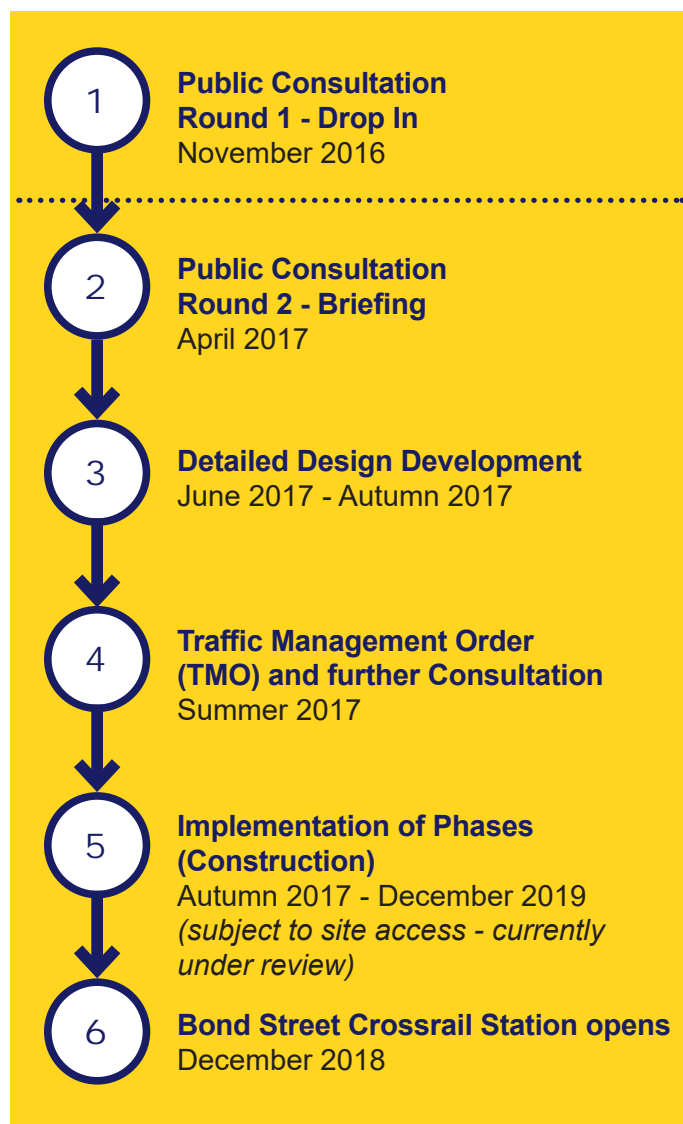 1
Public Consultation
Round 1 - Drop In
November 2016
2
Public Consultation
Round 2 - Briefing
April 2017
3
Detailed Design Development
June 2017 - Autumn 2017
4
Traffic Management Order
(TMO) and further Consultation
Summer 2017
5
Implementation of Phases
(Construction)
Autumn 2017 - December 2019
(subject to site access - currently
under review)
6
Bond Street Crossrail Station opens
December 2018